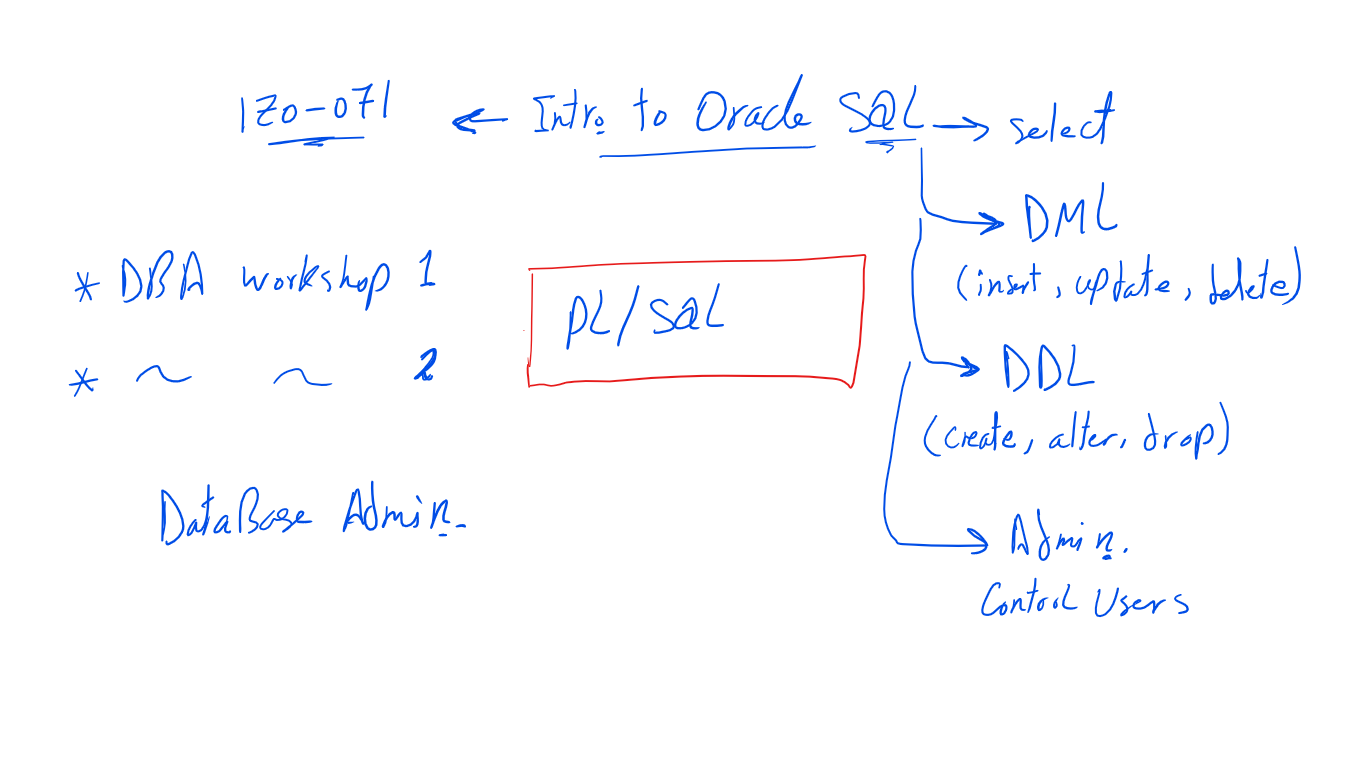 1Z0-071 ← Intro to Oracle SQL → select
DML
(insert, update, delete)
* DBA workshop 1
* ~ ~ 2
PL/SQL
DDL
(create, alter, drop)
DataBase Admin.
Admin.
Control Users